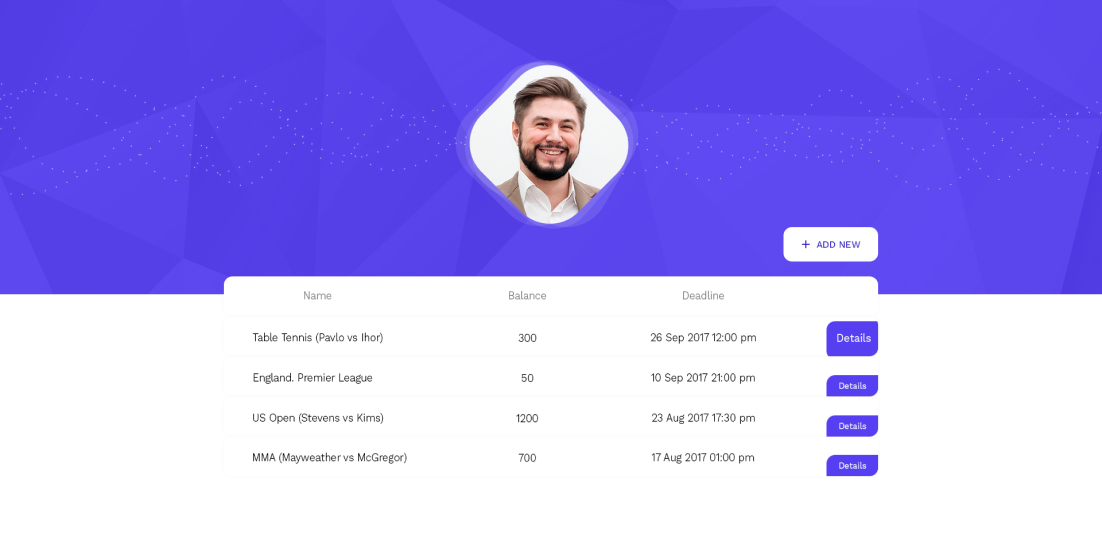 + ADD NEW
Name Balance Deadline
Table Tennis (Pavlo vs Ihor) 300 26 Sep 2017 12:00 pm Details
England. Premier League 50 10 Sep 2017 21:00 pm Details
US Open (Stevens vs Kims) 1200 23 Aug 2017 17:30 pm Details
MMA (Mayweather vs McGregor) 700 17 Aug 2017 01:00 pm Details